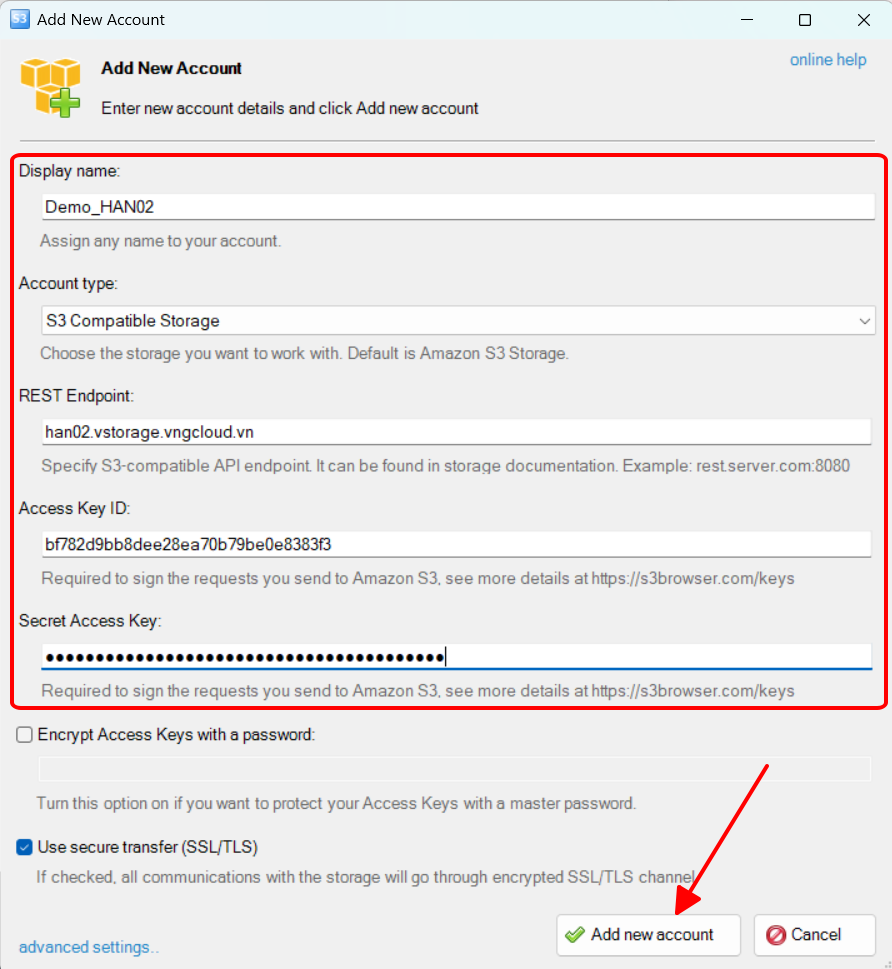 S3 Add New Account
online help
Add New Account
Enter new account details and click Add new account
Display name:
Demo_HAN02
Assign any name to your account.
Account type:
S3 Compatible Storage
Choose the storage you want to work with. Default is Amazon S3 Storage.
REST Endpoint:
han02.vstorage.vngcloud.vn
Specify S3-compatible API endpoint. It can be found in storage documentation. Example: rest.server.com:8080
Access Key ID:
bf782d9bb8dee28ea70b79be0e8383f3
Required to sign the requests you send to Amazon S3, see more details at https://s3browser.com/keys
Secret Access Key:
●●●●●●●●●●●●●●●●●●●●●●●●●●●●●●●●●●●●●●●●
Required to sign the requests you send to Amazon S3, see more details at https://s3browser.com/keys
Encrypt Access Keys with a password:
Turn this option on if you want to protect your Access Keys with a master password.
Use secure transfer (SSL/TLS)
If checked, all communications with the storage will go through encrypted SSL/TLS channel
advanced settings..
Add new account
Cancel